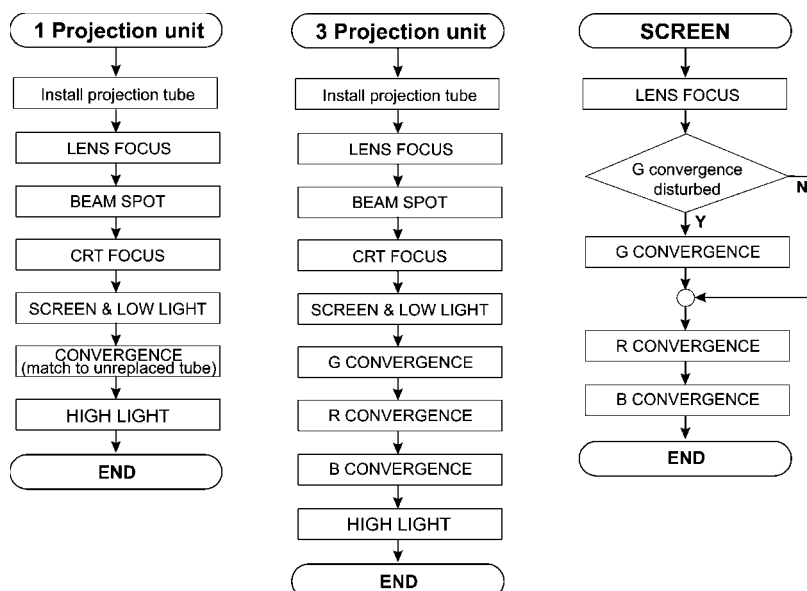 1 Projection unit
Install projection tube
LENS FOCUS
BEAM SPOT
CRT FOCUS
SCREEN & LOW LIGHT
CONVERGENCE
(match to unreplaced tube)
HIGH LIGHT
END
3 Projection unit
Install projection tube
LENS FOCUS
BEAM SPOT
CRT FOCUS
SCREEN & LOW LIGHT
G CONVERGENCE
R CONVERGENCE
B CONVERGENCE
HIGH LIGHT
END
SCREEN
LENS FOCUS
G convergence
disturbed
N
Y
G CONVERGENCE
R CONVERGENCE
B CONVERGENCE
END